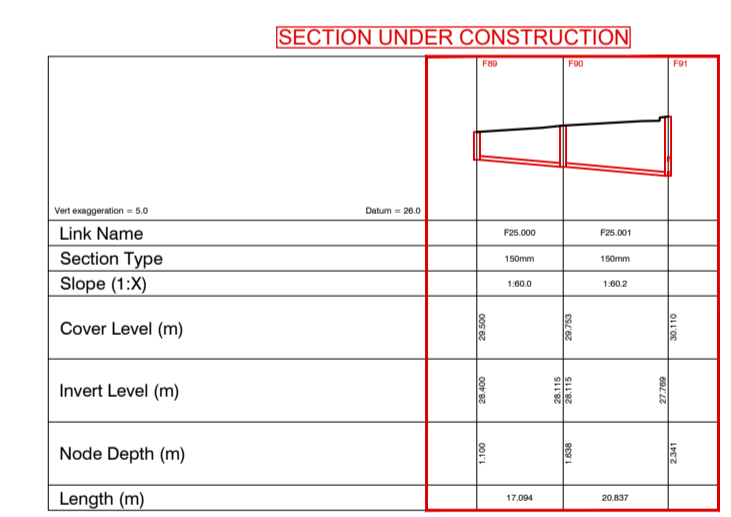 SECTION UNDER CONSTRUCTION
F89 F90 F91
Vert exaggeration = 5.0 Datum = 26.0
Link Name F25.000 F25.001
Section Type 150mm 150mm
Slope (1:X) 1:60.0 1:60.2
Cover Level (m) 29.500 29.753 30.110
Invert Level (m) 28.400 28.115 28.115 27.769
Node Depth (m) 1.100 1.638 2.341
Length (m) 17.094 20.837